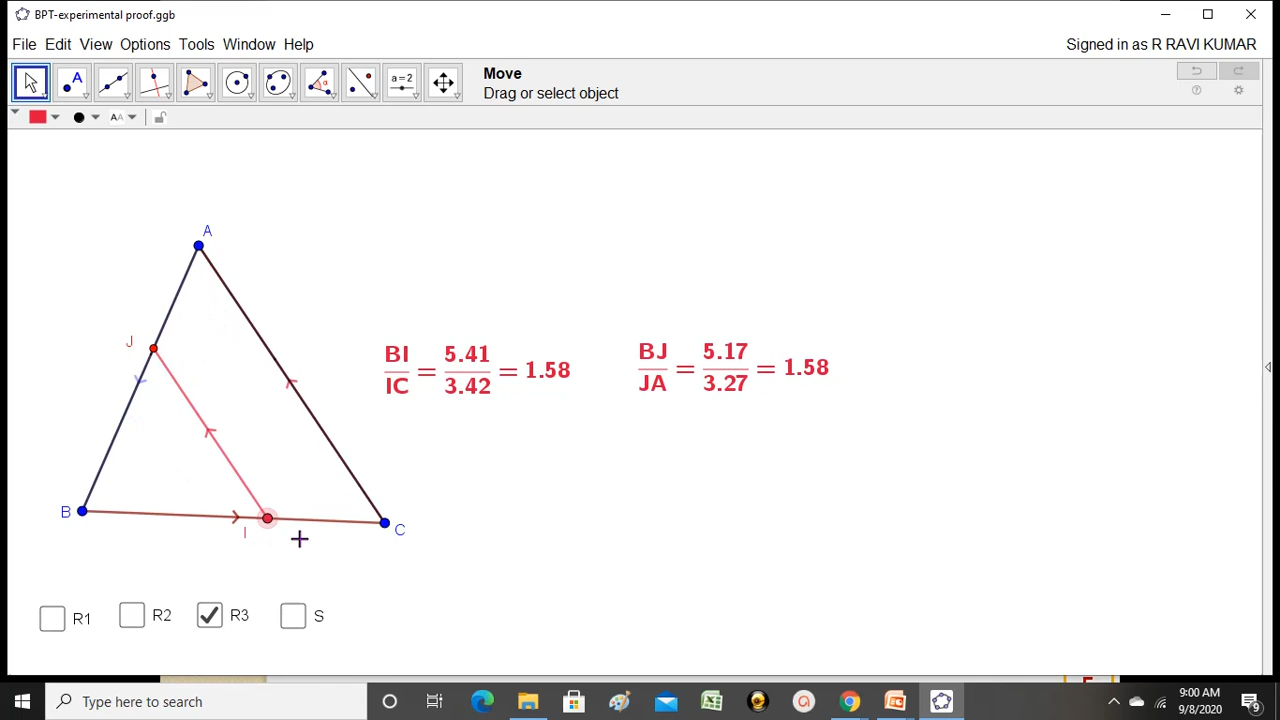 BPT-experimental proof.ggb
File Edit View Options Tools Window Help
Signed in as R RAVI KUMAR
A
α
a = 2
Move
Drag or select object
AA
A
J
B
I
C
BI/IC = 5.41/3.42 = 1.58
BJ/JA = 5.17/3.27 = 1.58
R1
R2
R3
S
Type here to search
9:00 AM
9/8/2020
9